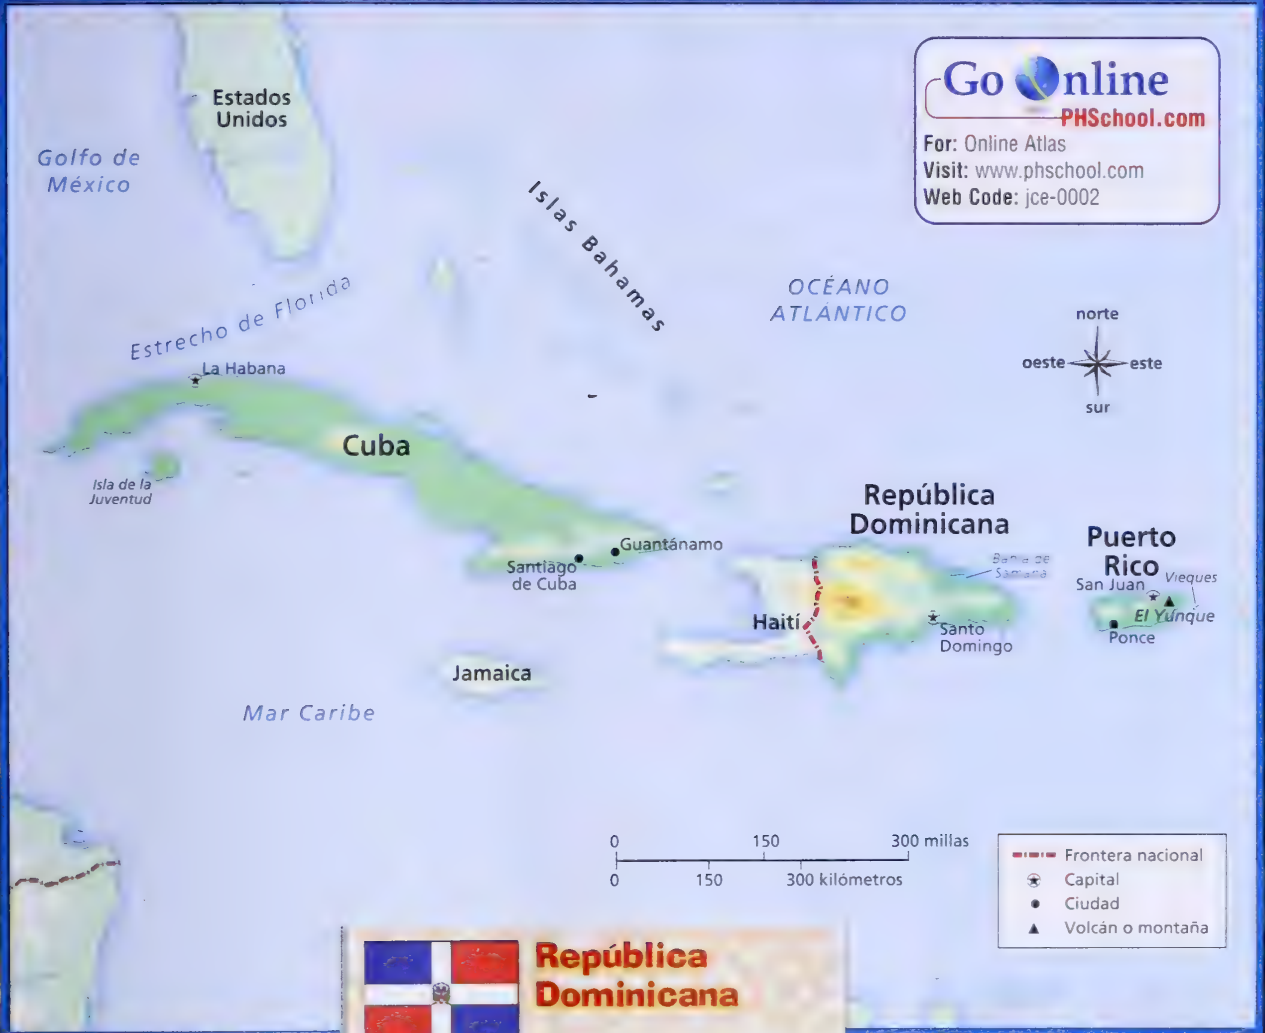 Estados
Unidos
Golfo de
México
Go Online
PHSchool.com
For: Online Atlas
Visit: www.phschool.com
Web Code: jce-0002
Islas Bahamas
OCÉANO
ATLÁNTICO
Estrecho de Florida
norte
oeste
este
sur
La Habana
Cuba
Isla de la
Juventud
República
Dominicana
Guantánamo
Santiago
de Cuba
Bahía de
Samaná
Puerto
Rico
San Juan
Vieques
El Yunque
Ponce
Haití
Santo
Domingo
Jamaica
Mar Caribe
0 150 300 millas
0 150 300 kilómetros
Frontera nacional
Capital
Ciudad
Volcán o montaña
República
Dominicana